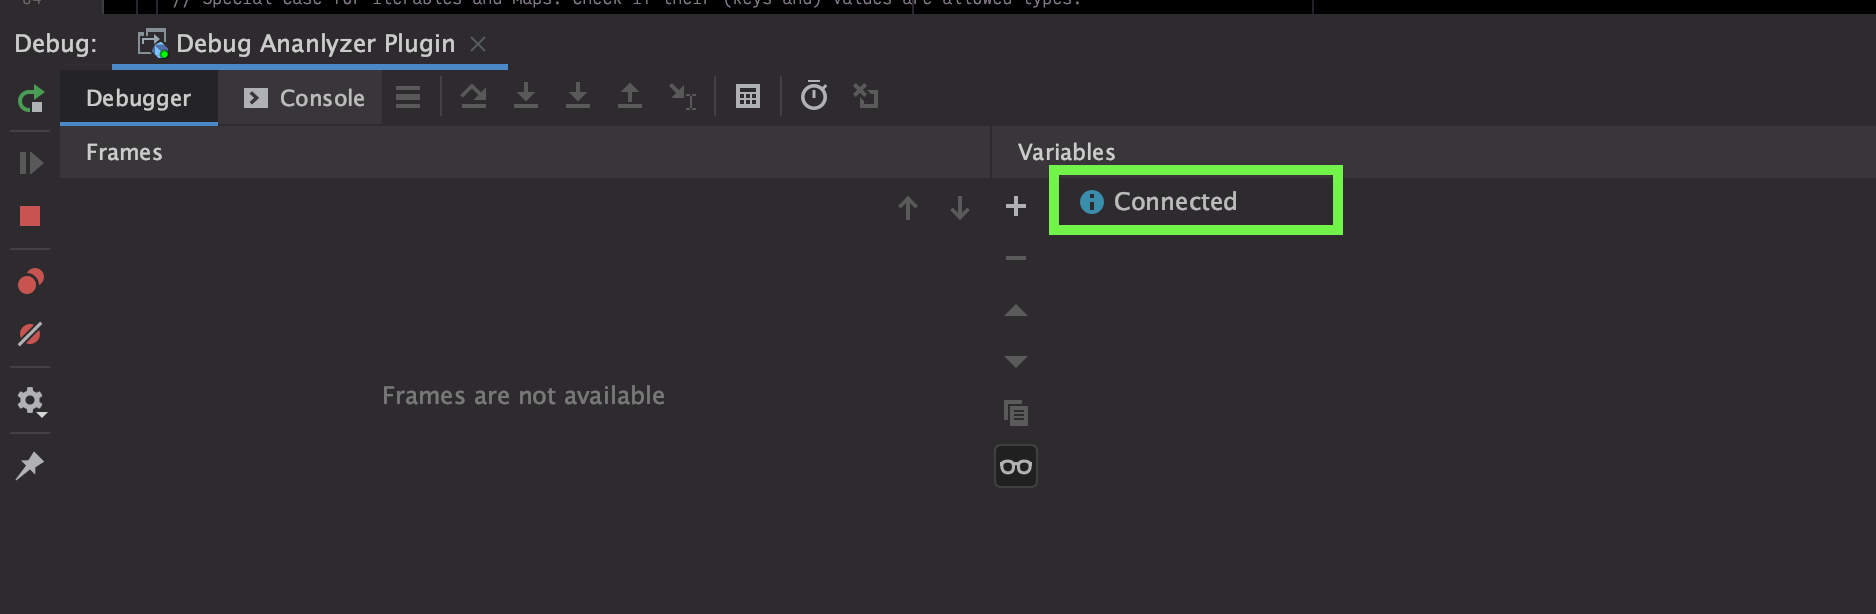 // Special case for Iterables and Maps: Check if their (keys and) values are allowed types.
Debug: Debug Ananlyzer Plugin
Debugger Console
Frames Variables
Connected
Frames are not available